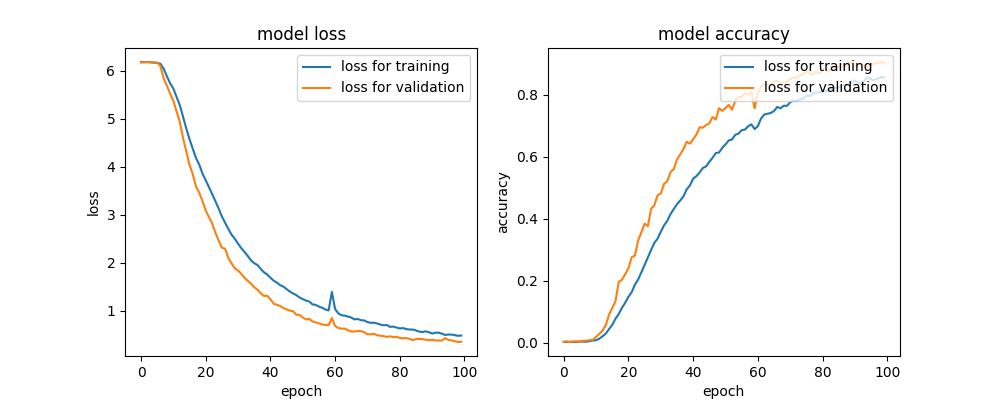 model loss
loss
6
5
4
3
2
1
0
20
40
60
80
100
epoch
loss for training
loss for validation
model accuracy
accuracy
0.8
0.6
0.4
0.2
0.0
0
20
40
60
80
100
epoch
loss for training
loss for validation